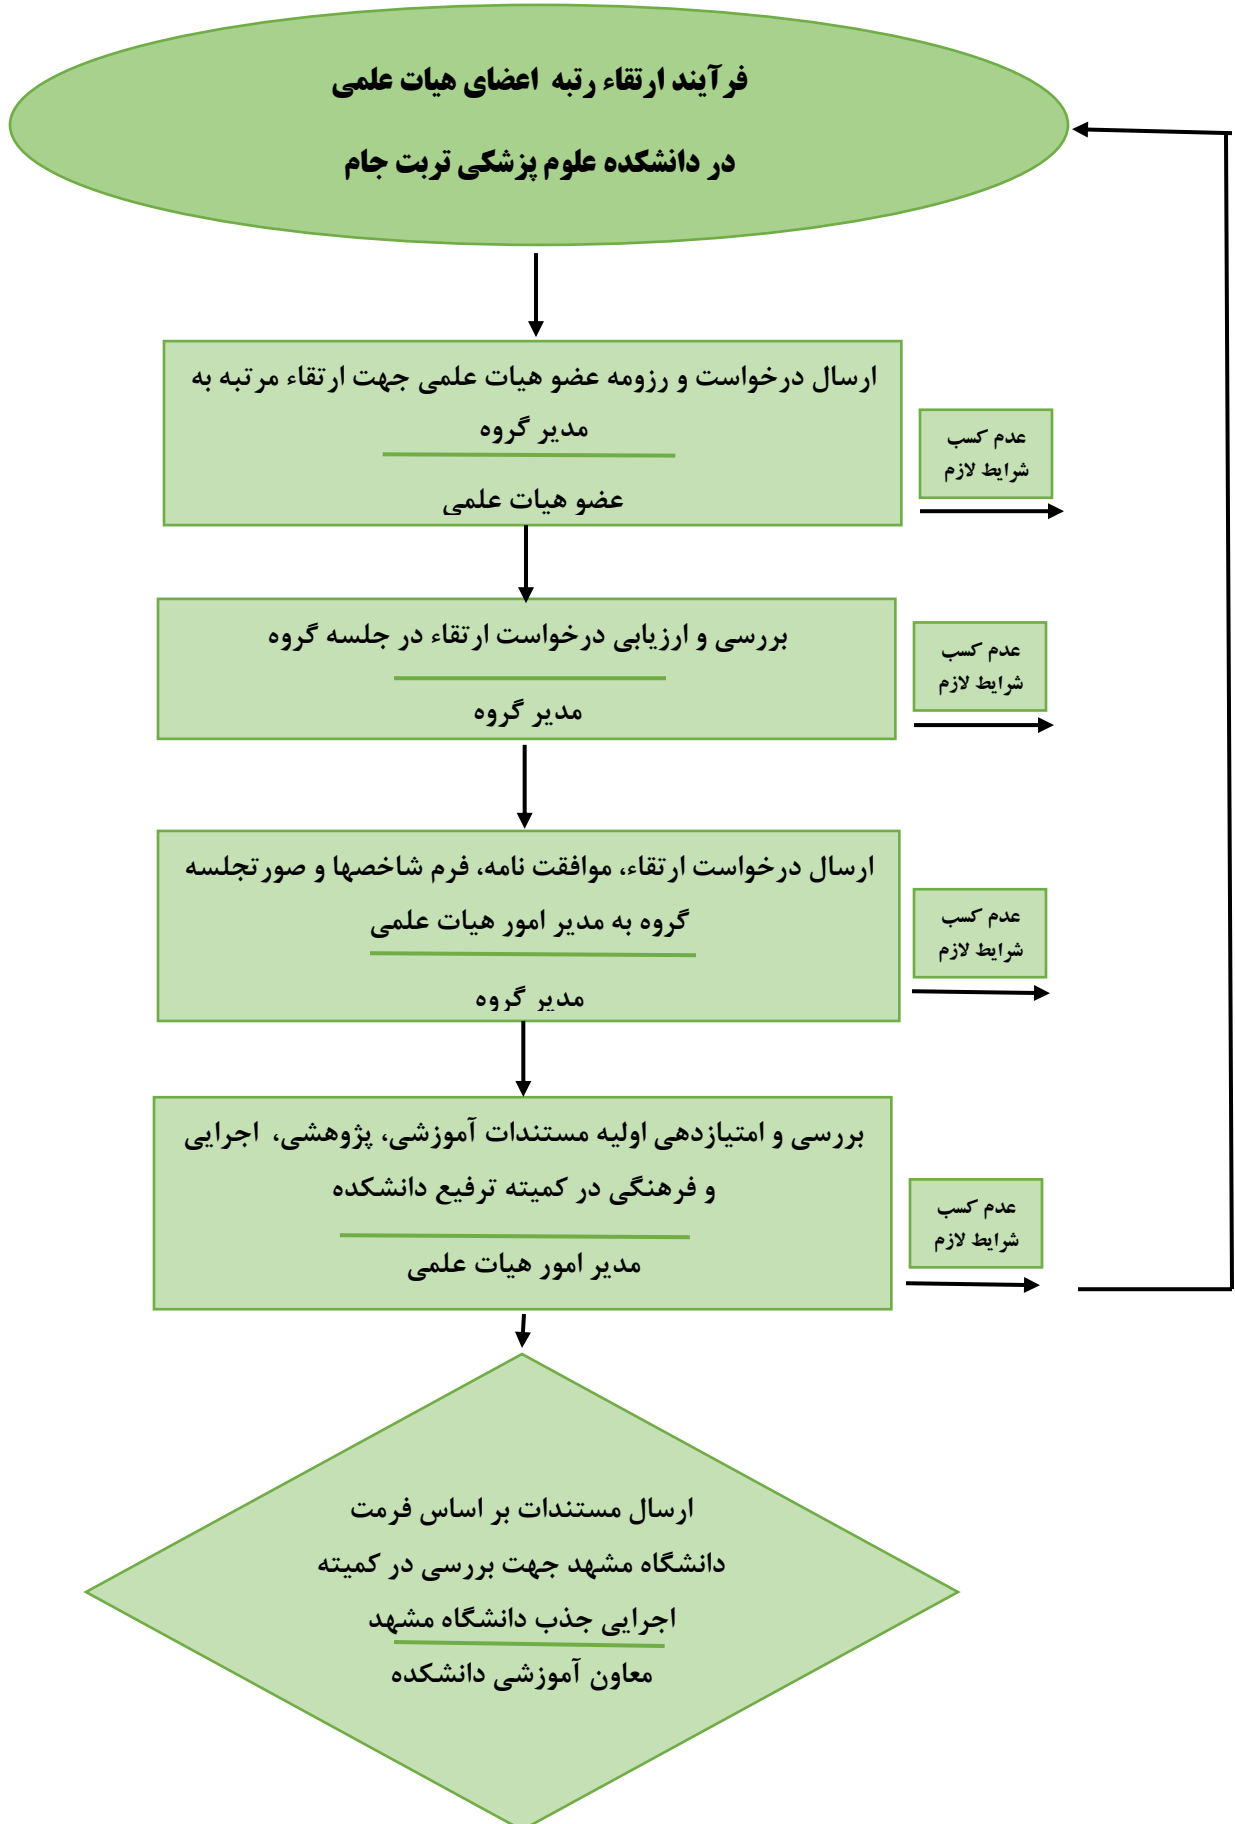 فرآیند ارتقاء رتبه اعضای هیات علمی
در دانشکده علوم پزشکی تربت جام
ارسال درخواست و رزومه عضو هیات علمی جهت ارتقاء مرتبه به
مدیر گروه
عضو هیات علمی
عدم کسب
شرایط لازم
بررسی و ارزیابی درخواست ارتقاء در جلسه گروه
مدیر گروه
عدم کسب
شرایط لازم
ارسال درخواست ارتقاء، موافقت نامه، فرم شاخصها و صورتجلسه
گروه به مدیر امور هیات علمی
مدیر گروه
عدم کسب
شرایط لازم
بررسی و امتیازدهی اولیه مستندات آموزشی، پژوهشی، اجرایی
و فرهنگی در کمیته ترفیع دانشکده
مدیر امور هیات علمی
عدم کسب
شرایط لازم
ارسال مستندات بر اساس فرمت
دانشگاه مشهد جهت بررسی در کمیته
اجرایی جذب دانشگاه مشهد
معاون آموزشی دانشکده